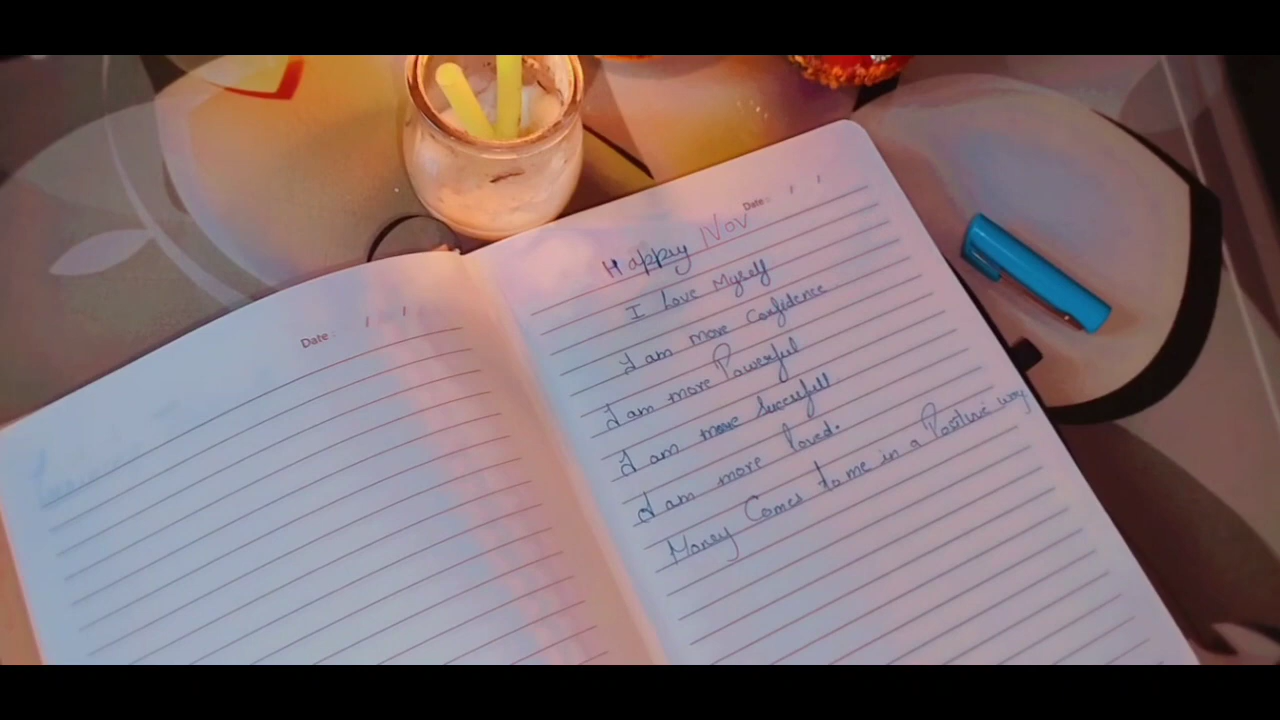 Date:
Date:
Happy Nov
I Love Myself
I am more Confidence
I am more Powerful
I am more Succesfull
I am more loved.
Money Comes to me in a Positive way